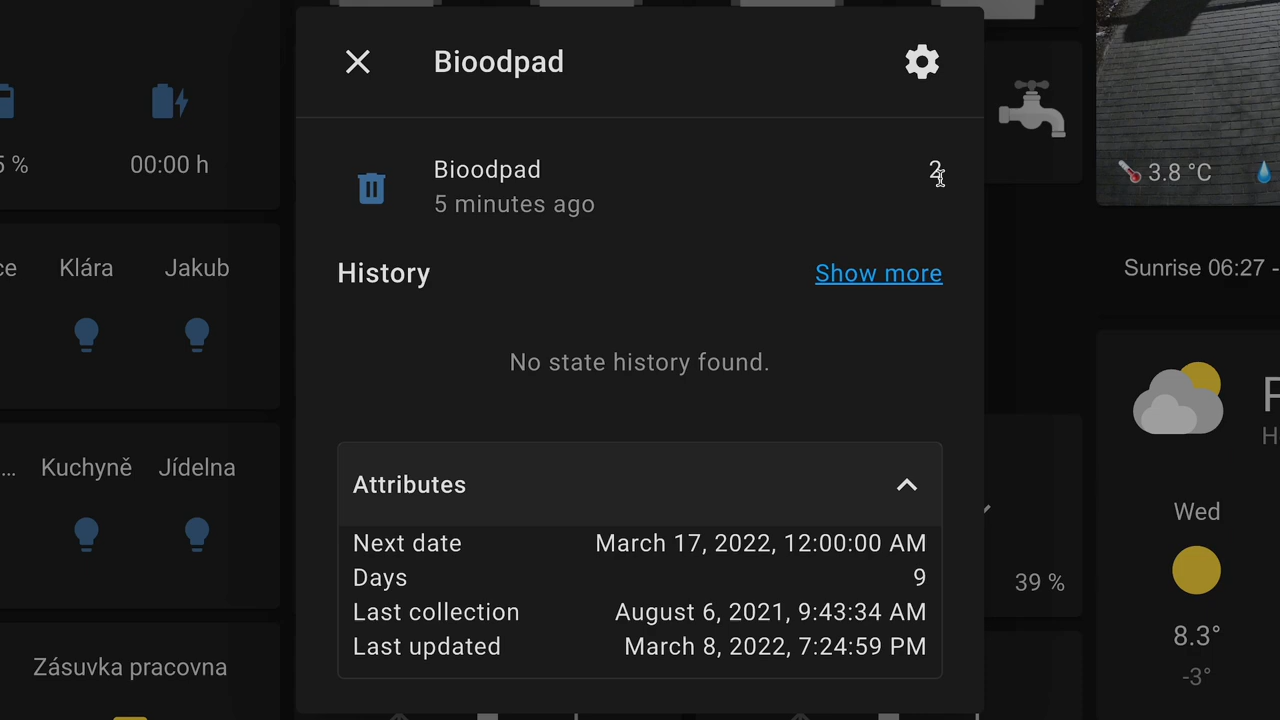 Bioodpad
5 %
00:00 h
Bioodpad
2
5 minutes ago
3.8 °C
ce
Klára
Jakub
History
Show more
Sunrise 06:27 -
No state history found.
...
Kuchyně
Jídelna
Attributes
Next date
March 17, 2022, 12:00:00 AM
Days
9
Last collection
August 6, 2021, 9:43:34 AM
Last updated
March 8, 2022, 7:24:59 PM
Wed
39 %
8.3°
-3°
Zásuvka pracovna